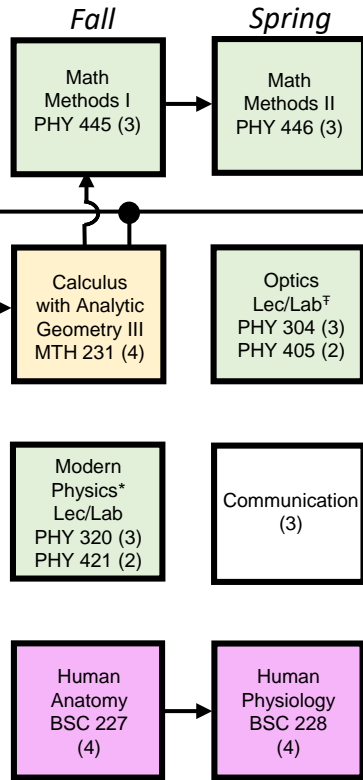 Fall
Spring
Math
Methods I
PHY 445 (3)
Math
Methods II
PHY 446 (3)
Calculus
with Analytic
Geometry III
MTH 231 (4)
Optics
Lec/Lab₮
PHY 304 (3)
PHY 405 (2)
Modern
Physics*
Lec/Lab
PHY 320 (3)
PHY 421 (2)
Communication
(3)
Human
Anatomy
BSC 227
(4)
Human
Physiology
BSC 228
(4)